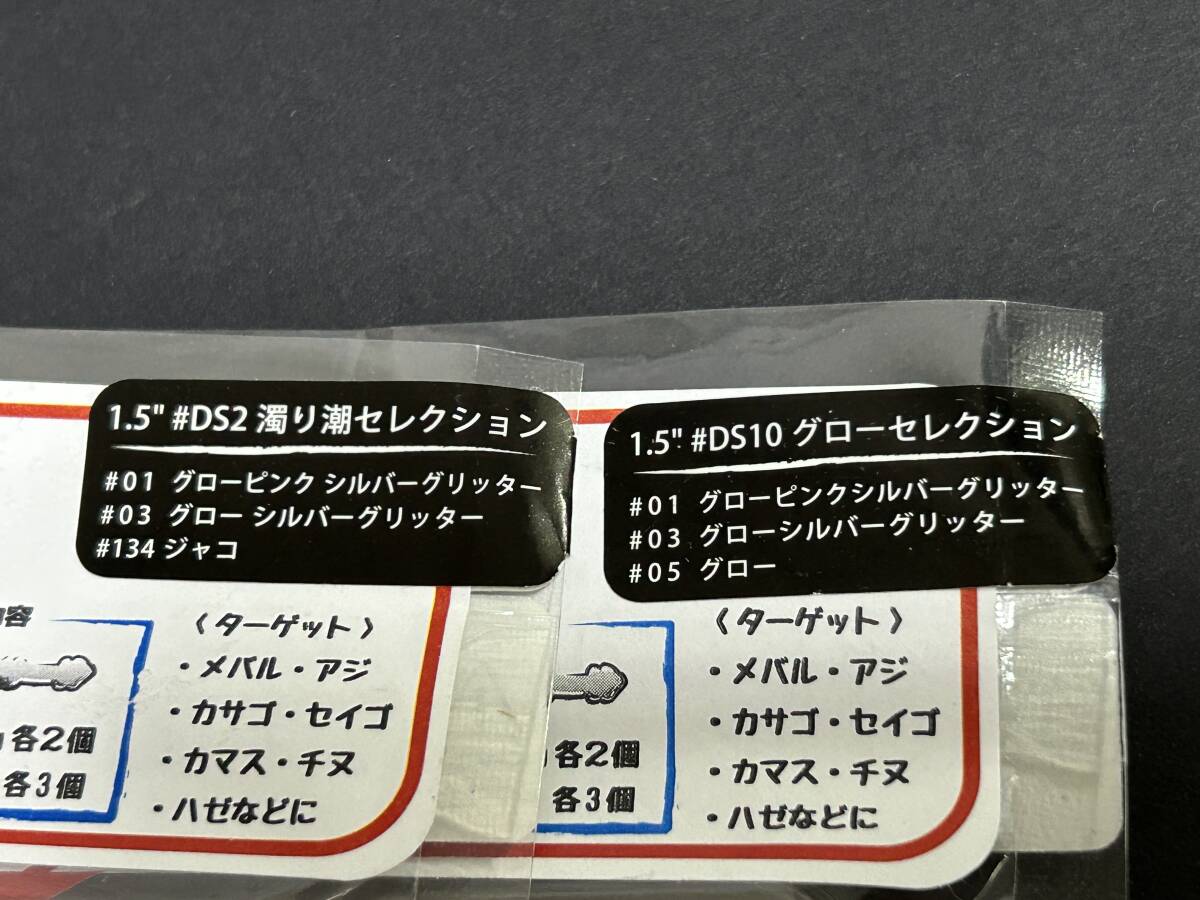 1.5" #DS2 濁り潮セレクション
#01 グローピンク シルバーグリッター
#03 グロー シルバーグリッター
#134 ジャコ
容
各2個
各3個
〈ターゲット〉
・メバル・アジ
・カサゴ・セイゴ
・カマス・チヌ
・ハゼなどに
1.5" #DS10 グローセレクション
#01 グローピンクシルバーグリッター
#03 グローシルバーグリッター
#05 グロー
各2個
各3個
〈ターゲット〉
・メバル・アジ
・カサゴ・セイゴ
・カマス・チヌ
・ハゼなどに